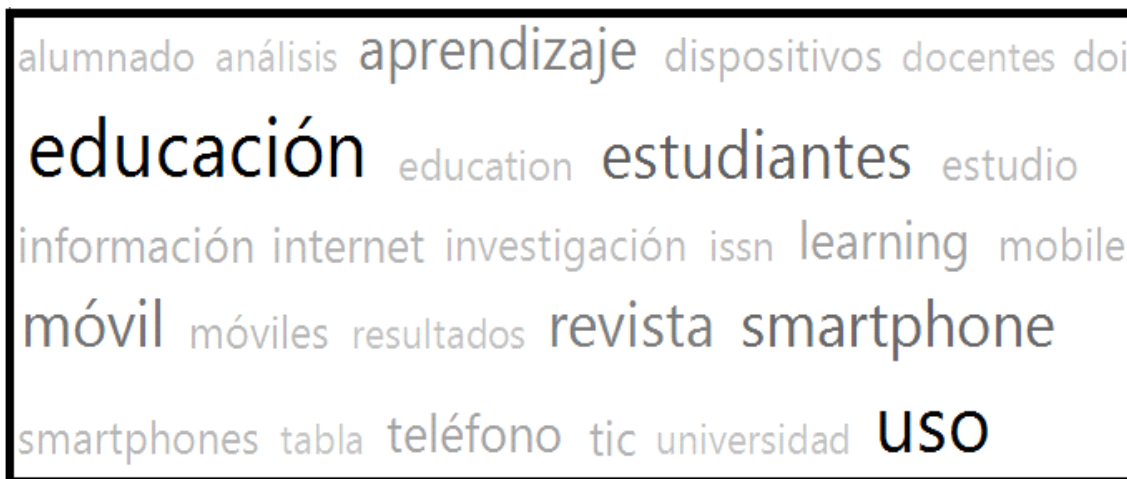 alumnado análisis aprendizaje dispositivos docentes doi
educación education estudiantes estudio
información internet investigación issn learning mobile
móvil móviles resultados revista smartphone
smartphones tabla teléfono tic universidad uso